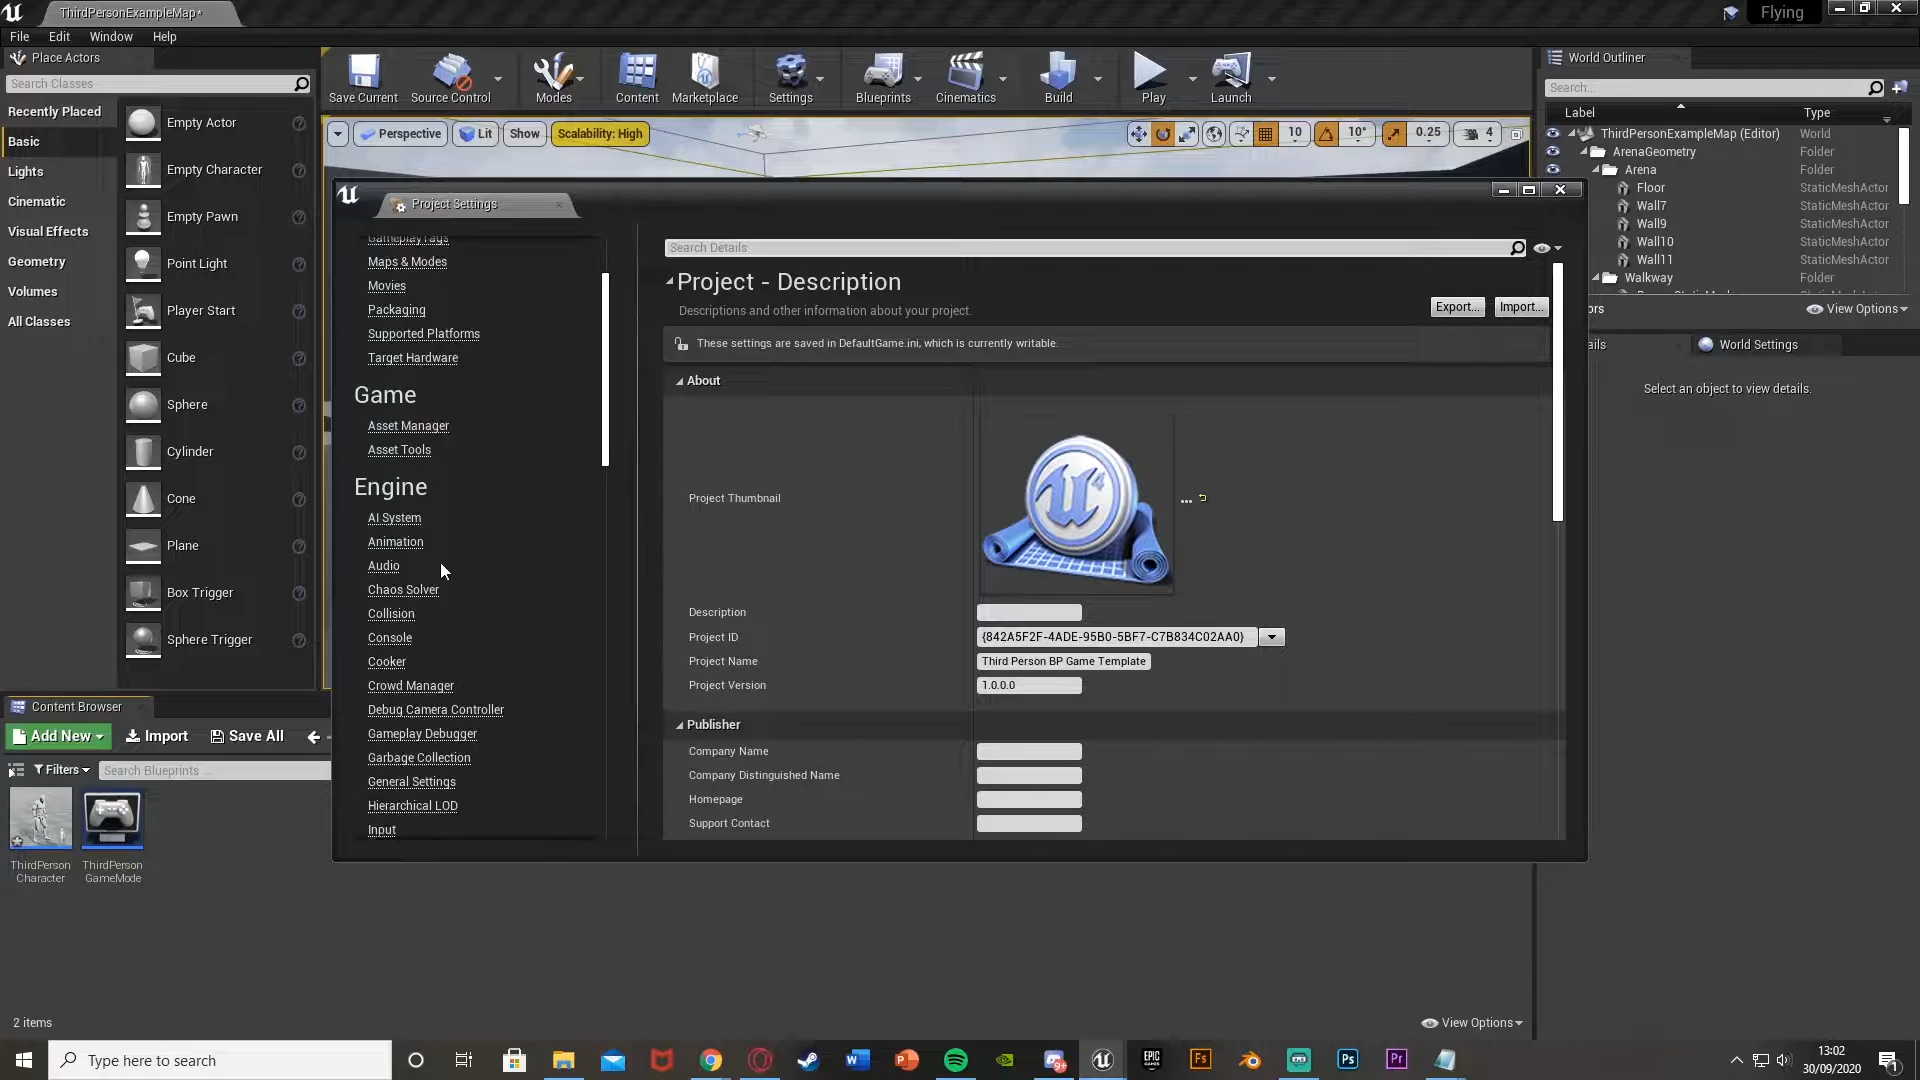 ThirdPersonExampleMap*
Flying
File Edit Window Help
Place Actors
Search Classes
Recently Placed
Basic
Lights
Cinematic
Visual Effects
Geometry
Volumes
All Classes
Empty Actor
Empty Character
Empty Pawn
Point Light
Player Start
Cube
Sphere
Cylinder
Cone
Plane
Box Trigger
Sphere Trigger
Save Current
Source Control
Modes
Content
Marketplace
Settings
Blueprints
Cinematics
Build
Play
Launch
Perspective
Lit
Show
Scalability: High
10
10°
0.25
4
World Outliner
Search...
Label
Type
ThirdPersonExampleMap (Editor) World
ArenaGeometry Folder
Arena Folder
Floor StaticMeshActor
Wall7 StaticMeshActor
Wall9 StaticMeshActor
Wall10 StaticMeshActor
Wall11 StaticMeshActor
Walkway Folder
ors
View Options
ails
World Settings
Select an object to view details.
Project Settings
GameplayTags
Maps & Modes
Movies
Packaging
Supported Platforms
Target Hardware
Game
Asset Manager
Asset Tools
Engine
AI System
Animation
Audio
Chaos Solver
Collision
Console
Cooker
Crowd Manager
Debug Camera Controller
Gameplay Debugger
Garbage Collection
General Settings
Hierarchical LOD
Input
Search Details
Project - Description
Descriptions and other information about your project.
Export...
Import...
These settings are saved in DefaultGame.ini, which is currently writable.
About
Project Thumbnail
...
Description
Project ID {842A5F2F-4ADE-95B0-5BF7-C7B834C02AA0}
Project Name Third Person BP Game Template
Project Version 1.0.0.0
Publisher
Company Name
Company Distinguished Name
Homepage
Support Contact
Content Browser
Add New
Import
Save All
Filters
Search Blueprints
ThirdPerson
Character
ThirdPerson
GameMode
2 items
View Options
Type here to search
9+
EPIC
GAMES
Fs
Ps
Pr
13:02
30/09/2020
1